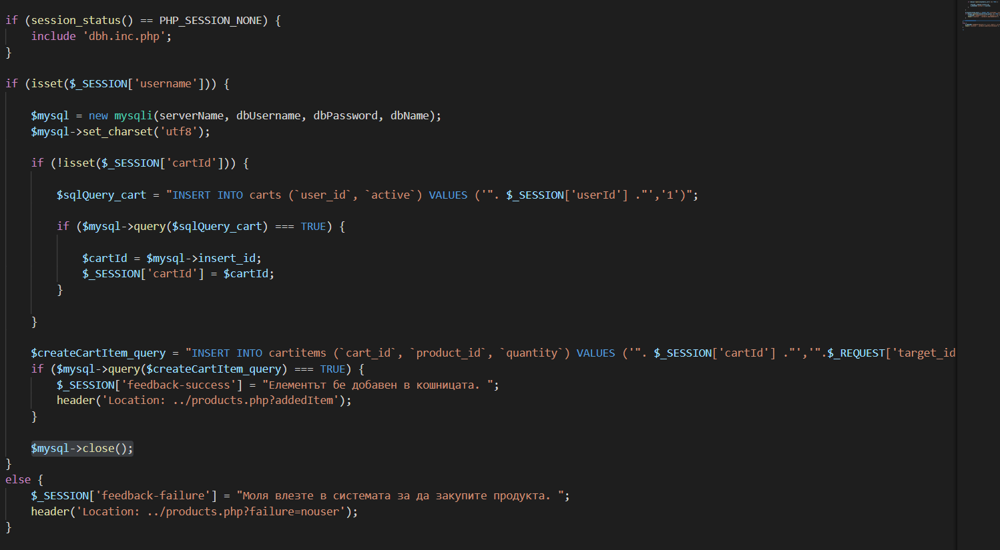 if (session_status() == PHP_SESSION_NONE) {
    include 'dbh.inc.php';
}
if (isset($_SESSION['username'])) {
    $mysql = new mysqli(serverName, dbUsername, dbPassword, dbName);
    $mysql->set_charset('utf8');
    if (!isset($_SESSION['cartId'])) {
        $sqlQuery_cart = "INSERT INTO carts (`user_id`, `active`) VALUES ('". $_SESSION['userId'] ."','1')";
        if ($mysql->query($sqlQuery_cart) === TRUE) {
            $cartId = $mysql->insert_id;
            $_SESSION['cartId'] = $cartId;
        }
    }
    $createCartItem_query = "INSERT INTO cartitems (`cart_id`, `product_id`, `quantity`) VALUES ('". $_SESSION['cartId'] ."','".$_REQUEST['target_id
    if ($mysql->query($createCartItem_query) === TRUE) {
        $_SESSION['feedback-success'] = "Елементът бе добавен в кошницата. ";
        header('Location: ../products.php?addedItem');
    }
    $mysql->close();
}
else {
    $_SESSION['feedback-failure'] = "Моля влезте в системата за да закупите продукта. ";
    header('Location: ../products.php?failure=nouser');
}